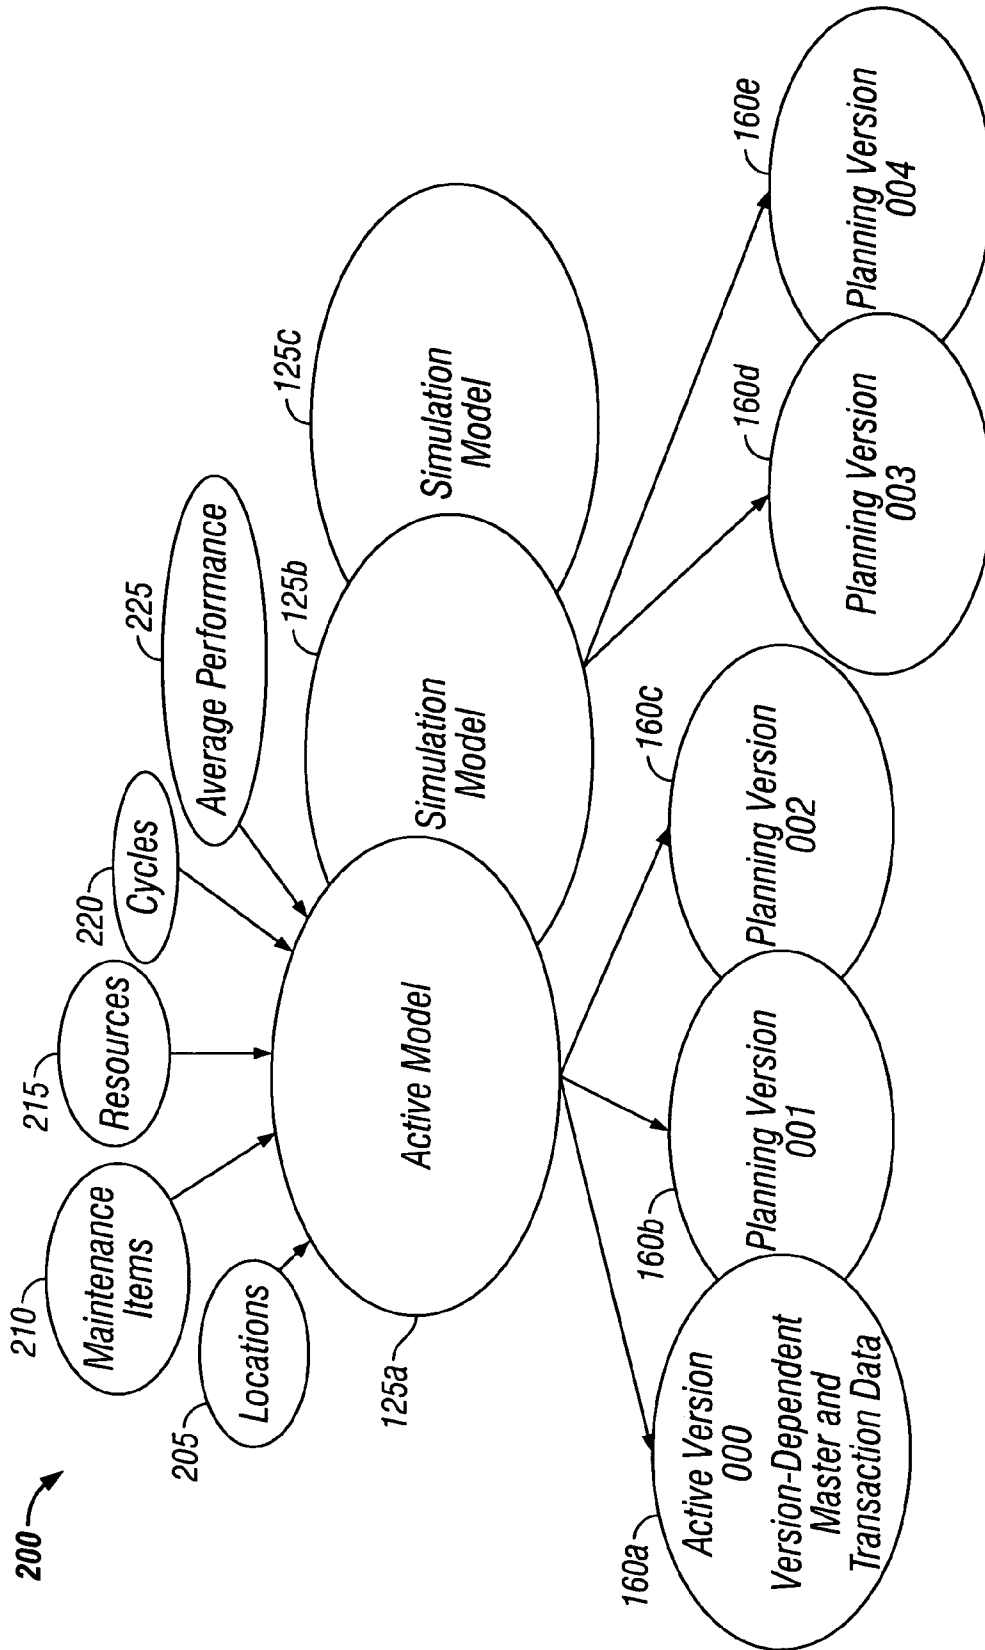 200
205
Locations
210
Maintenance
Items
215
Resources
220
Cycles
225
Average Performance
125a
Active Model
125b
Simulation
Model
125c
Simulation
Model
160a
Active Version
000
Version-Dependent
Master and
Transaction Data
160b
Planning Version
001
160c
Planning Version
002
160d
Planning Version
003
160e
Planning Version
004